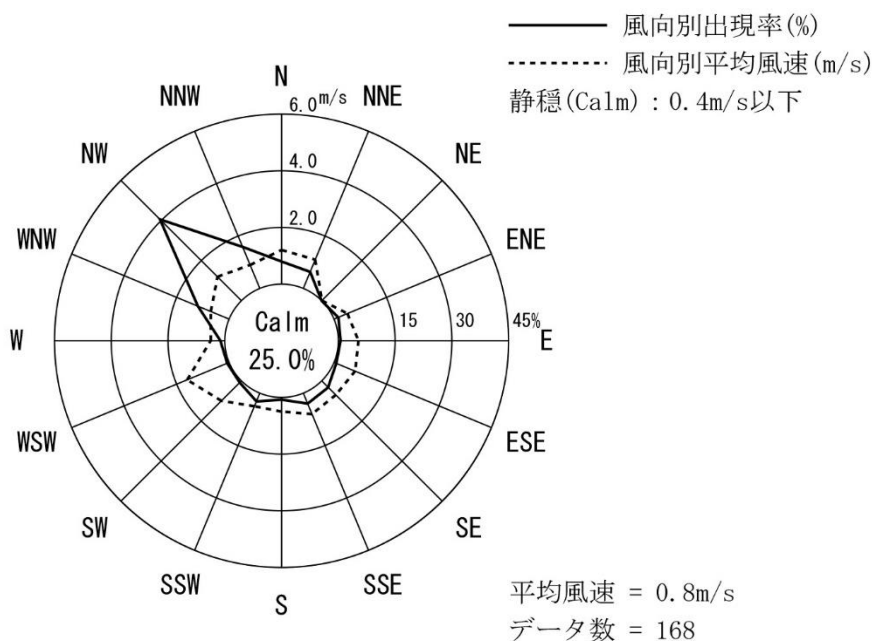 風向別出現率(%)
風向別平均風速(m/s)
静穏(Calm) : 0.4m/s以下
N
NNW
NNE
6.0m/s
NW
NE
4.0
2.0
WNW
ENE
Calm
25.0%
15
30
45%
W
E
WSW
ESE
SW
SE
SSW
SSE
S
平均風速 = 0.8m/s
データ数 = 168